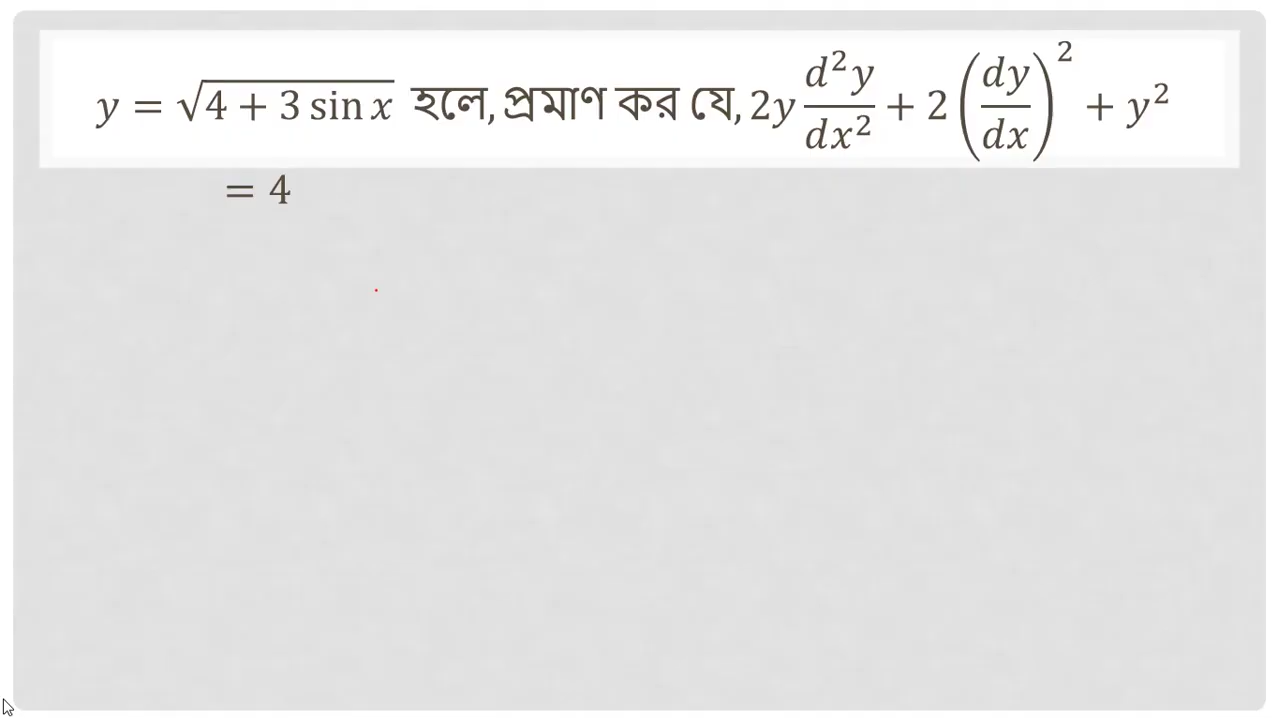 y = √(4 + 3 sin x) হলে, প্রমাণ কর যে, 2y d²y/dx² + 2(dy/dx)² + y²
= 4